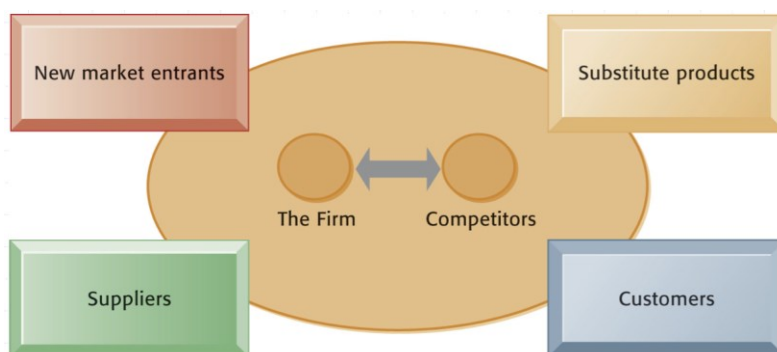 New market entrants
Substitute products
The Firm
Competitors
Suppliers
Customers